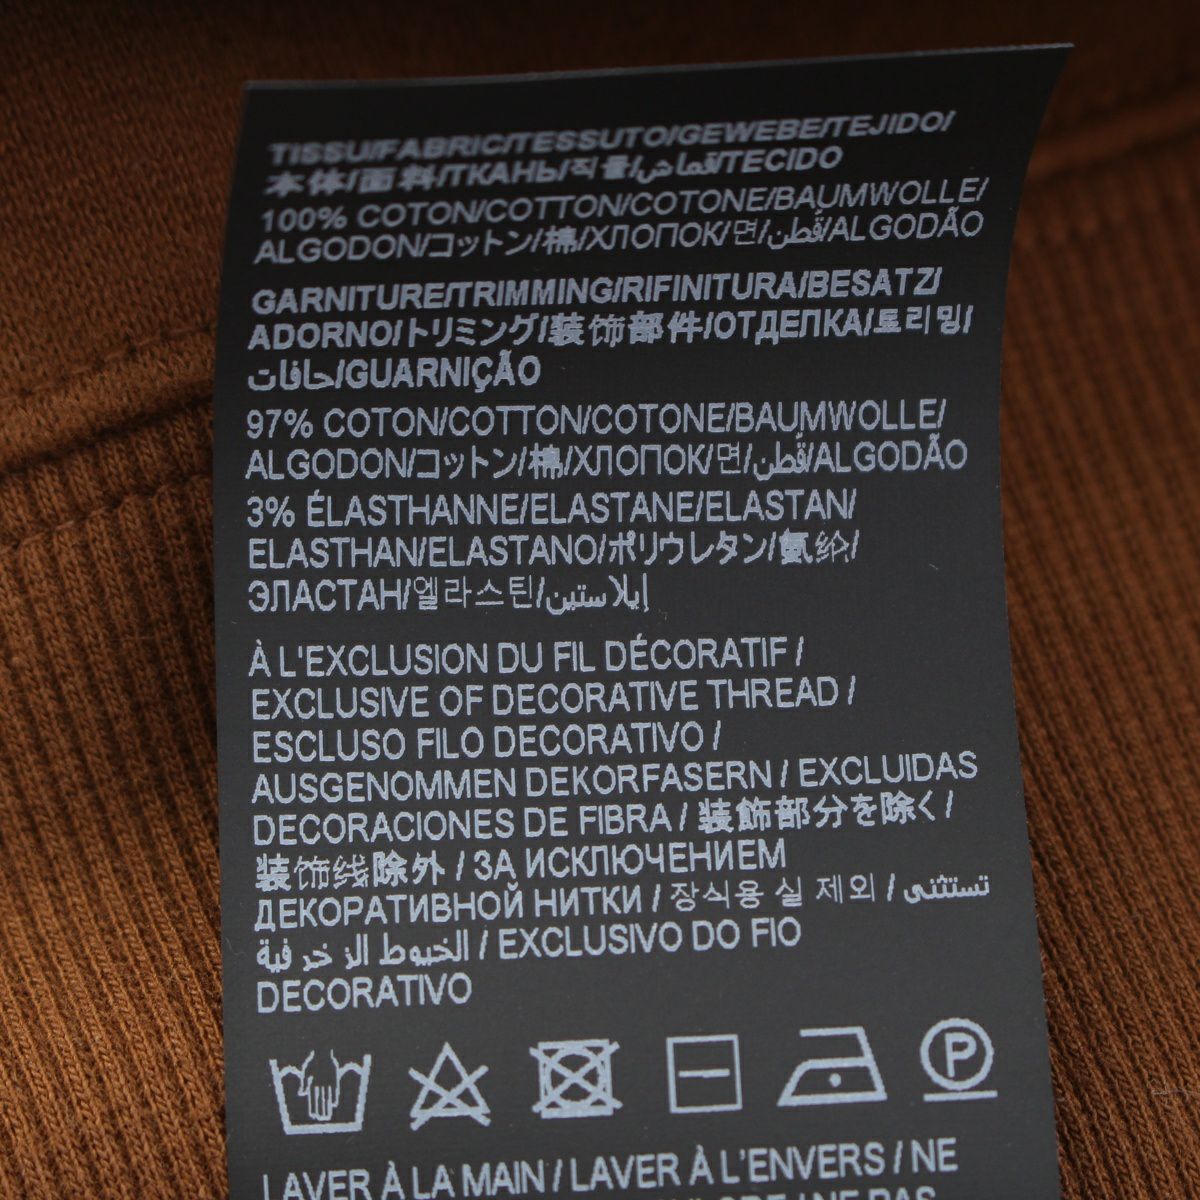 TISSU/FABRIC/TESSUTO/GEWEBE/TEJIDO/
本体/面料/ТКАНЬ/직물/قماش/TECIDO
100% COTON/COTTON/COTONE/BAUMWOLLE/
ALGODON/コットン/棉/ХЛОПОК/면/قطن/ALGODÃO
GARNITURE/TRIMMING/RIFINITURA/BESATZ/
ADORNO/トリミング/装饰部件/ОТДЕПКА/트리밍/
حافات/GUARNIÇÃO
97% COTON/COTTON/COTONE/BAUMWOLLE/
ALGODON/コットン/棉/ХЛОПОК/면/قطن/ALGODÃO
3% ÉLASTHANNE/ELASTANE/ELASTAN/
ELASTHAN/ELASTANO/ポリウレタン/氨纶/
ЭЛАСТАН/엘라스틴/إيلاستين
À L'EXCLUSION DU FIL DÉCORATIF /
EXCLUSIVE OF DECORATIVE THREAD /
ESCLUSO FILO DECORATIVO /
AUSGENOMMEN DEKORFASERN / EXCLUIDAS
DECORACIONES DE FIBRA / 装飾部分を除く /
装饰线除外 / ЗА ИСКЛЮЧЕНИЕМ
ДЕКОРАТИВНОЙ НИТКИ / 장식용 실 제외 / تستثنى
الخيوط الزخرفية / EXCLUSIVO DO FIO
DECORATIVO
P
LAVER À LA MAIN / LAVER À L'ENVERS / NE